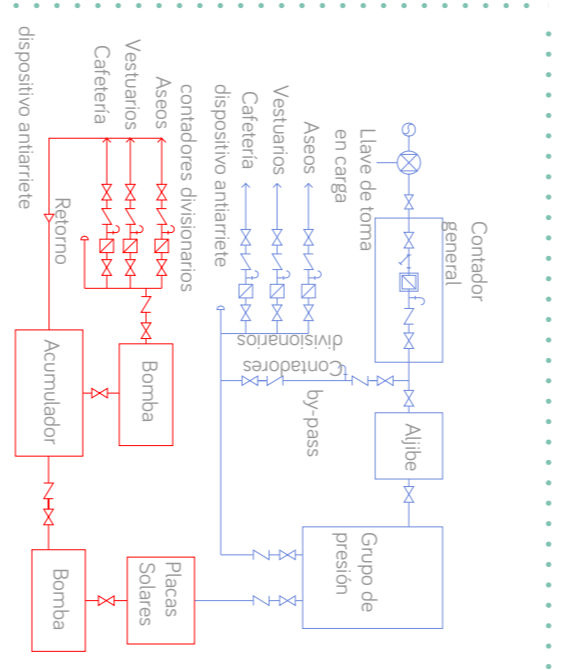 Llave de toma
en carga
Contador
general
Aseos
Vestuarios
Cafetería
dispositivo antiarriete
Contadores
divisionarios
by-pass
Aljibe
Grupo de
presión
contadores divisionarios
Aseos
Vestuarios
Cafetería
dispositivo antiarriete
Retorno
Acumulador
Bomba
Bomba
Placas
Solares